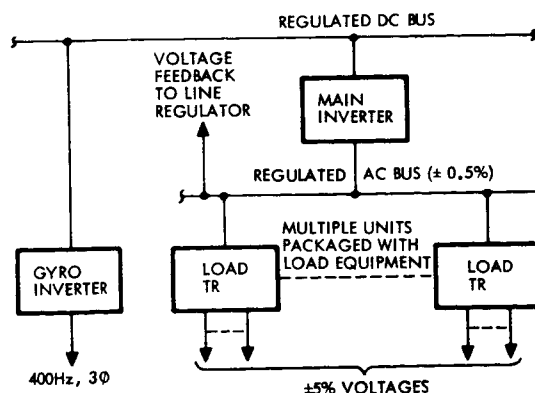 REGULATED DC BUS
VOLTAGE
FEEDBACK
TO LINE
REGULATOR
MAIN
INVERTER
REGULATED AC BUS (± 0.5%)
MULTIPLE UNITS
PACKAGED WITH
LOAD EQUIPMENT
GYRO
INVERTER
LOAD
TR
LOAD
TR
400Hz, 3Ø
±5% VOLTAGES